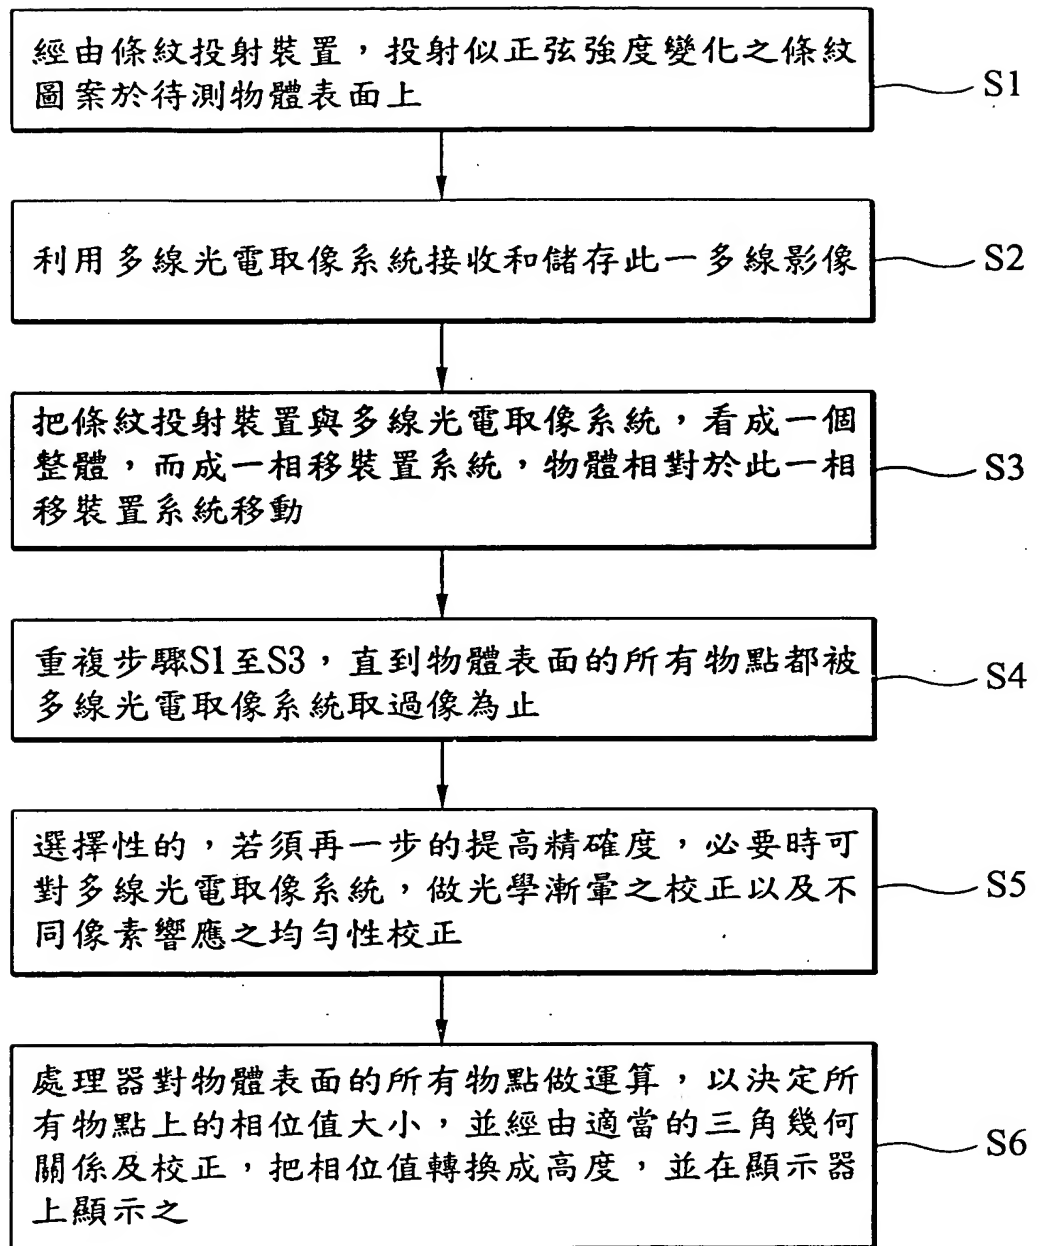 經由條紋投射裝置，投射似正弦強度變化之條紋
圖案於待測物體表面上
S1
利用多線光電取像系統接收和儲存此一多線影像
S2
把條紋投射裝置與多線光電取像系統，看成一個
整體，而成一相移裝置系統，物體相對於此一相
移裝置系統移動
S3
重複步驟S1至S3，直到物體表面的所有物點都被
多線光電取像系統取過像為止
S4
選擇性的，若須再一步的提高精確度，必要時可
對多線光電取像系統，做光學漸暈之校正以及不
同像素響應之均勻性校正
S5
處理器對物體表面的所有物點做運算，以決定所
有物點上的相位值大小，並經由適當的三角幾何
關係及校正，把相位值轉換成高度，並在顯示器
上顯示之
S6